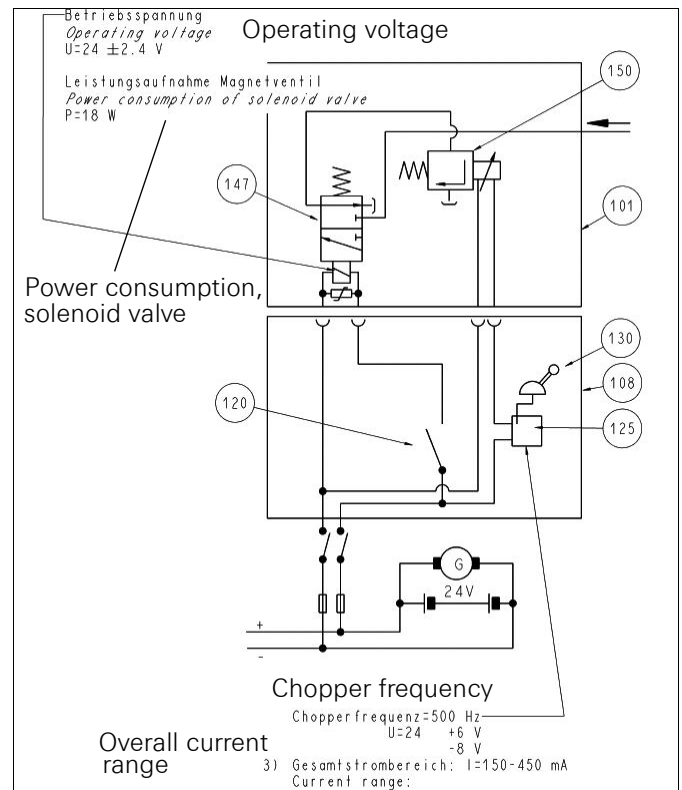 Betriebsspannung
Operating voltage
U=24 ±2.4 V
Operating voltage
Leistungsaufnahme Magnetventil
Power consumption of solenoid valve
P=18 W
150
147
101
Power consumption,
solenoid valve
130
108
120
125
G
24V
+
-
Chopper frequency
Chopperfrequenz=500 Hz
U=24 +6 V
-8 V
Overall current
range
3) Gesamtstrombereich: I=150-450 mA
Current range: